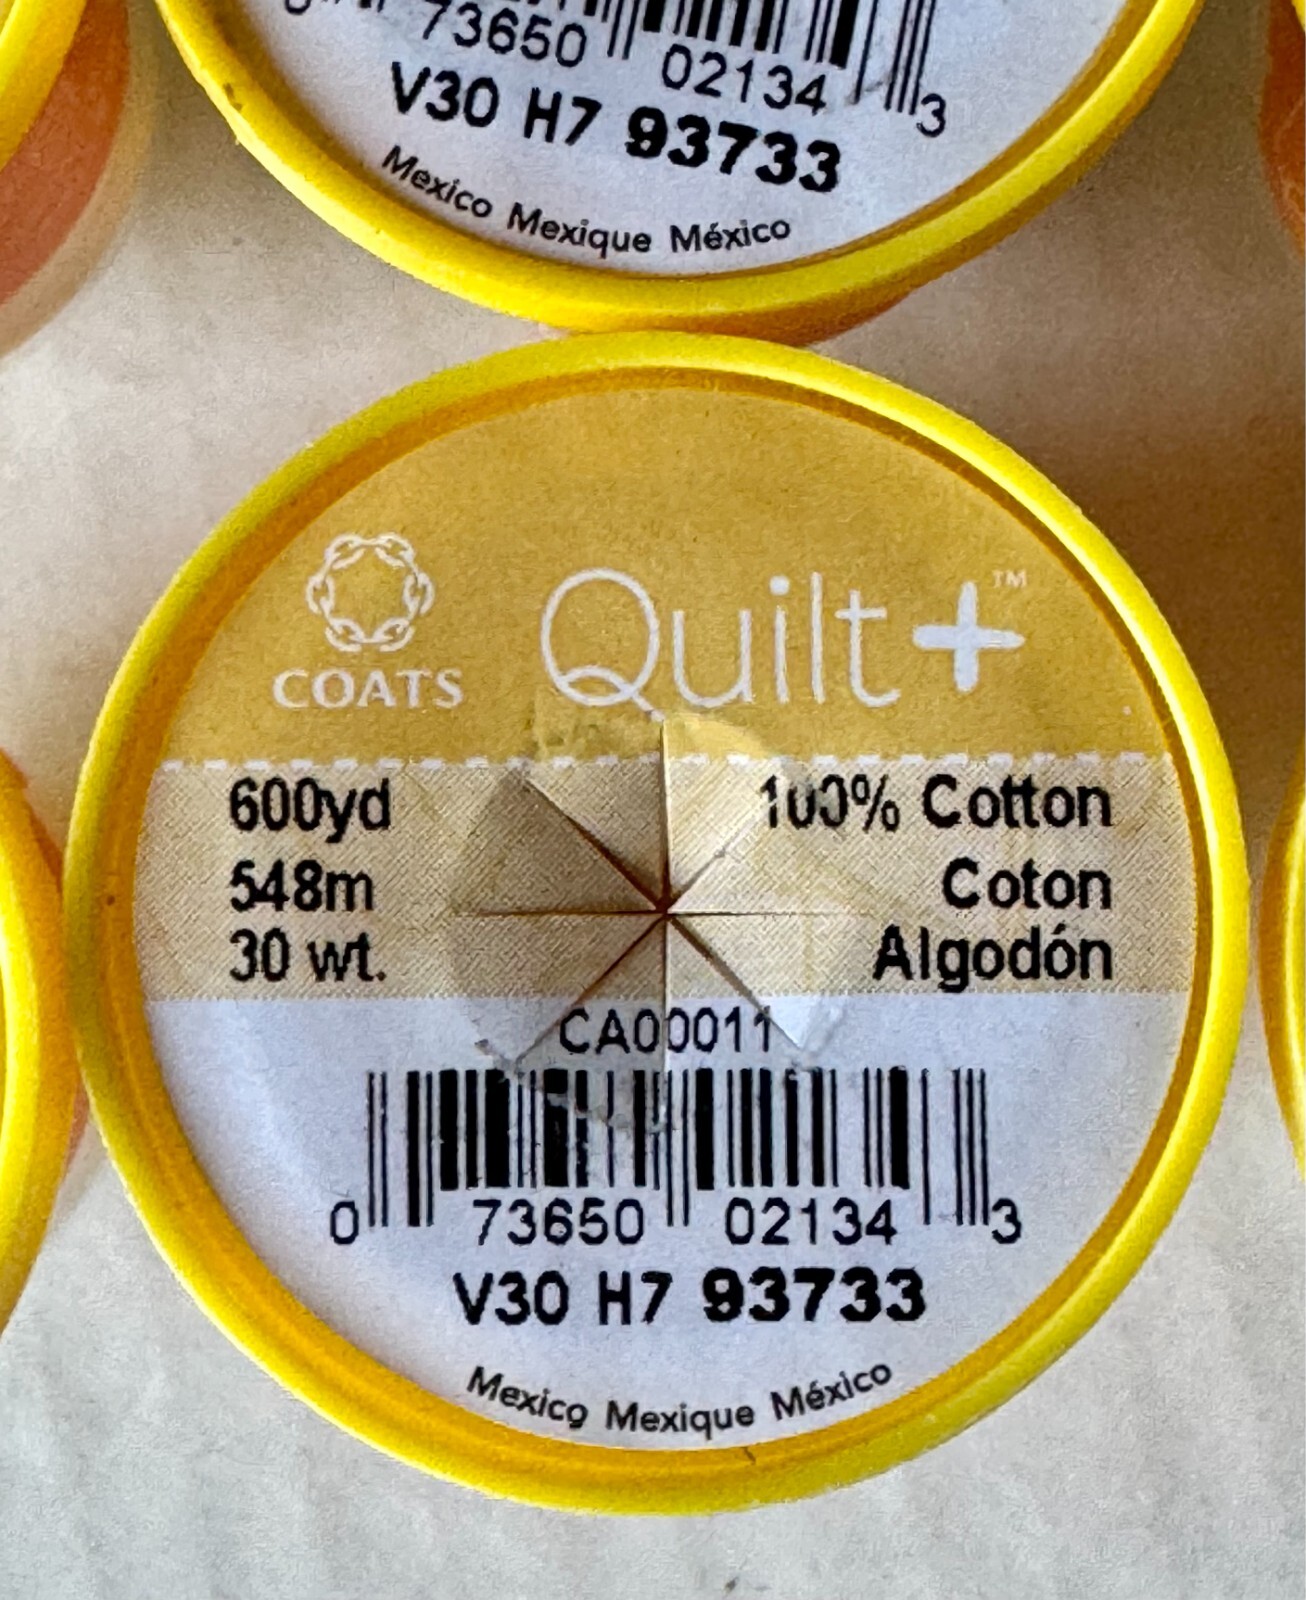 73650 02134 3
V30 H7 93733
Mexico Mexique México
COATS
Quilt+™
600yd
548m
30 wt.
100% Cotton
Coton
Algodón
CA00011
0 73650 02134 3
V30 H7 93733
Mexico Mexique México